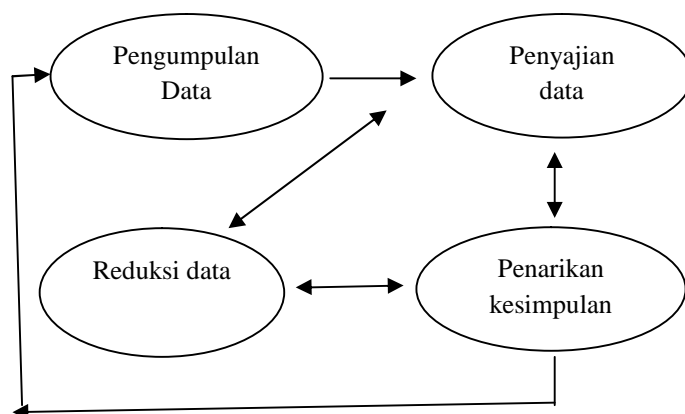 Pengumpulan
Data
Penyajian
data
Reduksi data
Penarikan
kesimpulan